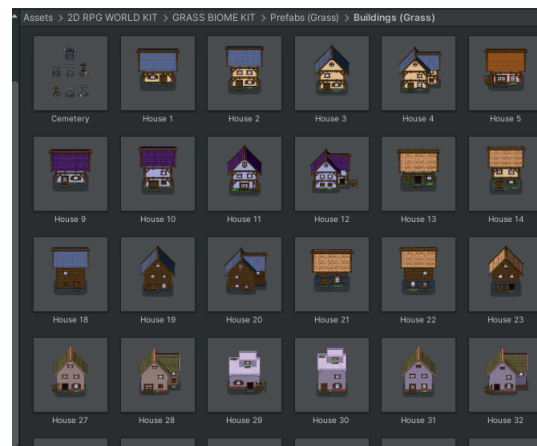 Assets > 2D RPG WORLD KIT > GRASS BIOME KIT > Prefabs (Grass) > Buildings (Grass)
Cemetery House 1 House 2 House 3 House 4 House 5
House 9 House 10 House 11 House 12 House 13 House 14
House 18 House 19 House 20 House 21 House 22 House 23
House 27 House 28 House 29 House 30 House 31 House 32